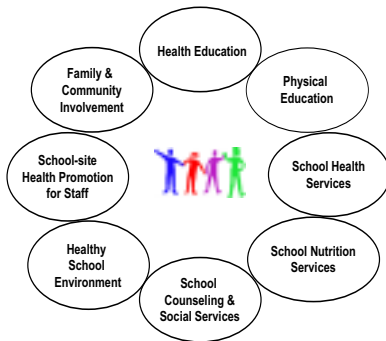 Health Education
Physical
Education
School Health
Services
School Nutrition
Services
School
Counseling &
Social Services
Healthy
School
Environment
School-site
Health Promotion
for Staff
Family &
Community
Involvement